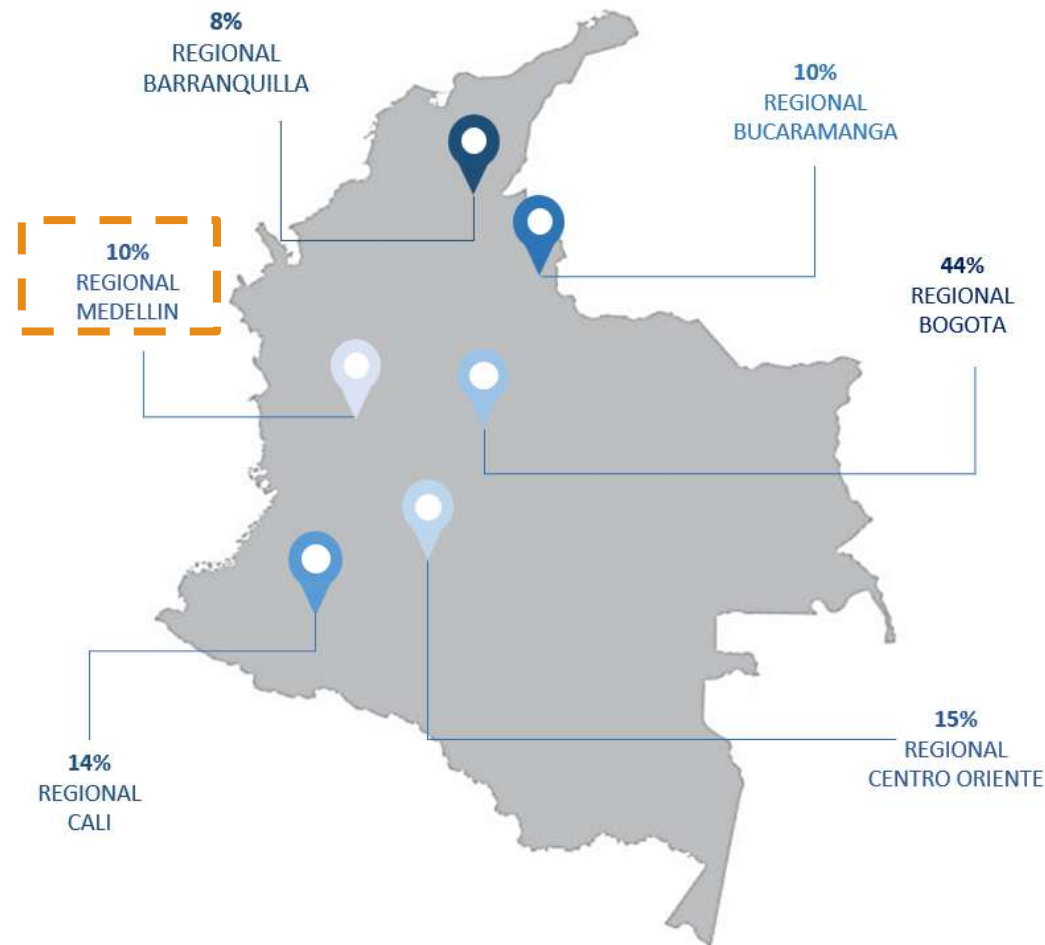 8%
REGIONAL
BARRANQUILLA
10%
REGIONAL
BUCARAMANGA
10%
REGIONAL
MEDELLIN
44%
REGIONAL
BOGOTA
14%
REGIONAL
CALI
15%
REGIONAL
CENTRO ORIENTE